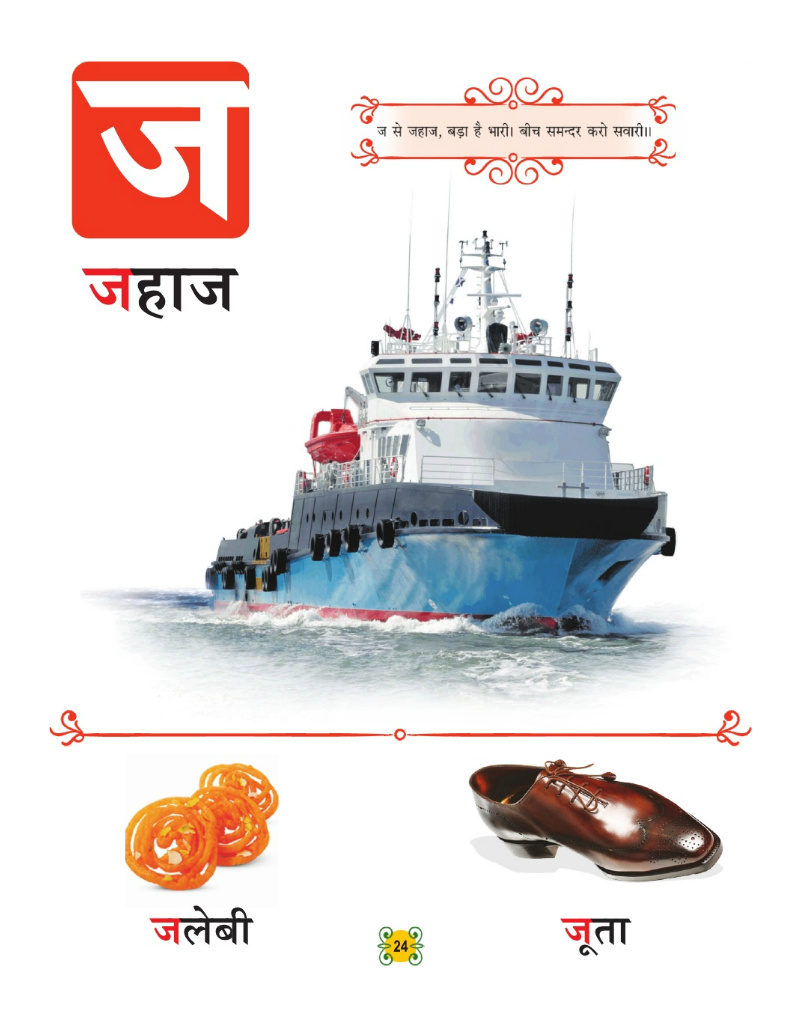 ज
ज से जहाज, बड़ा है भारी। बीच समन्दर करो सवारी।।
जहाज
जलेबी
जूता
24